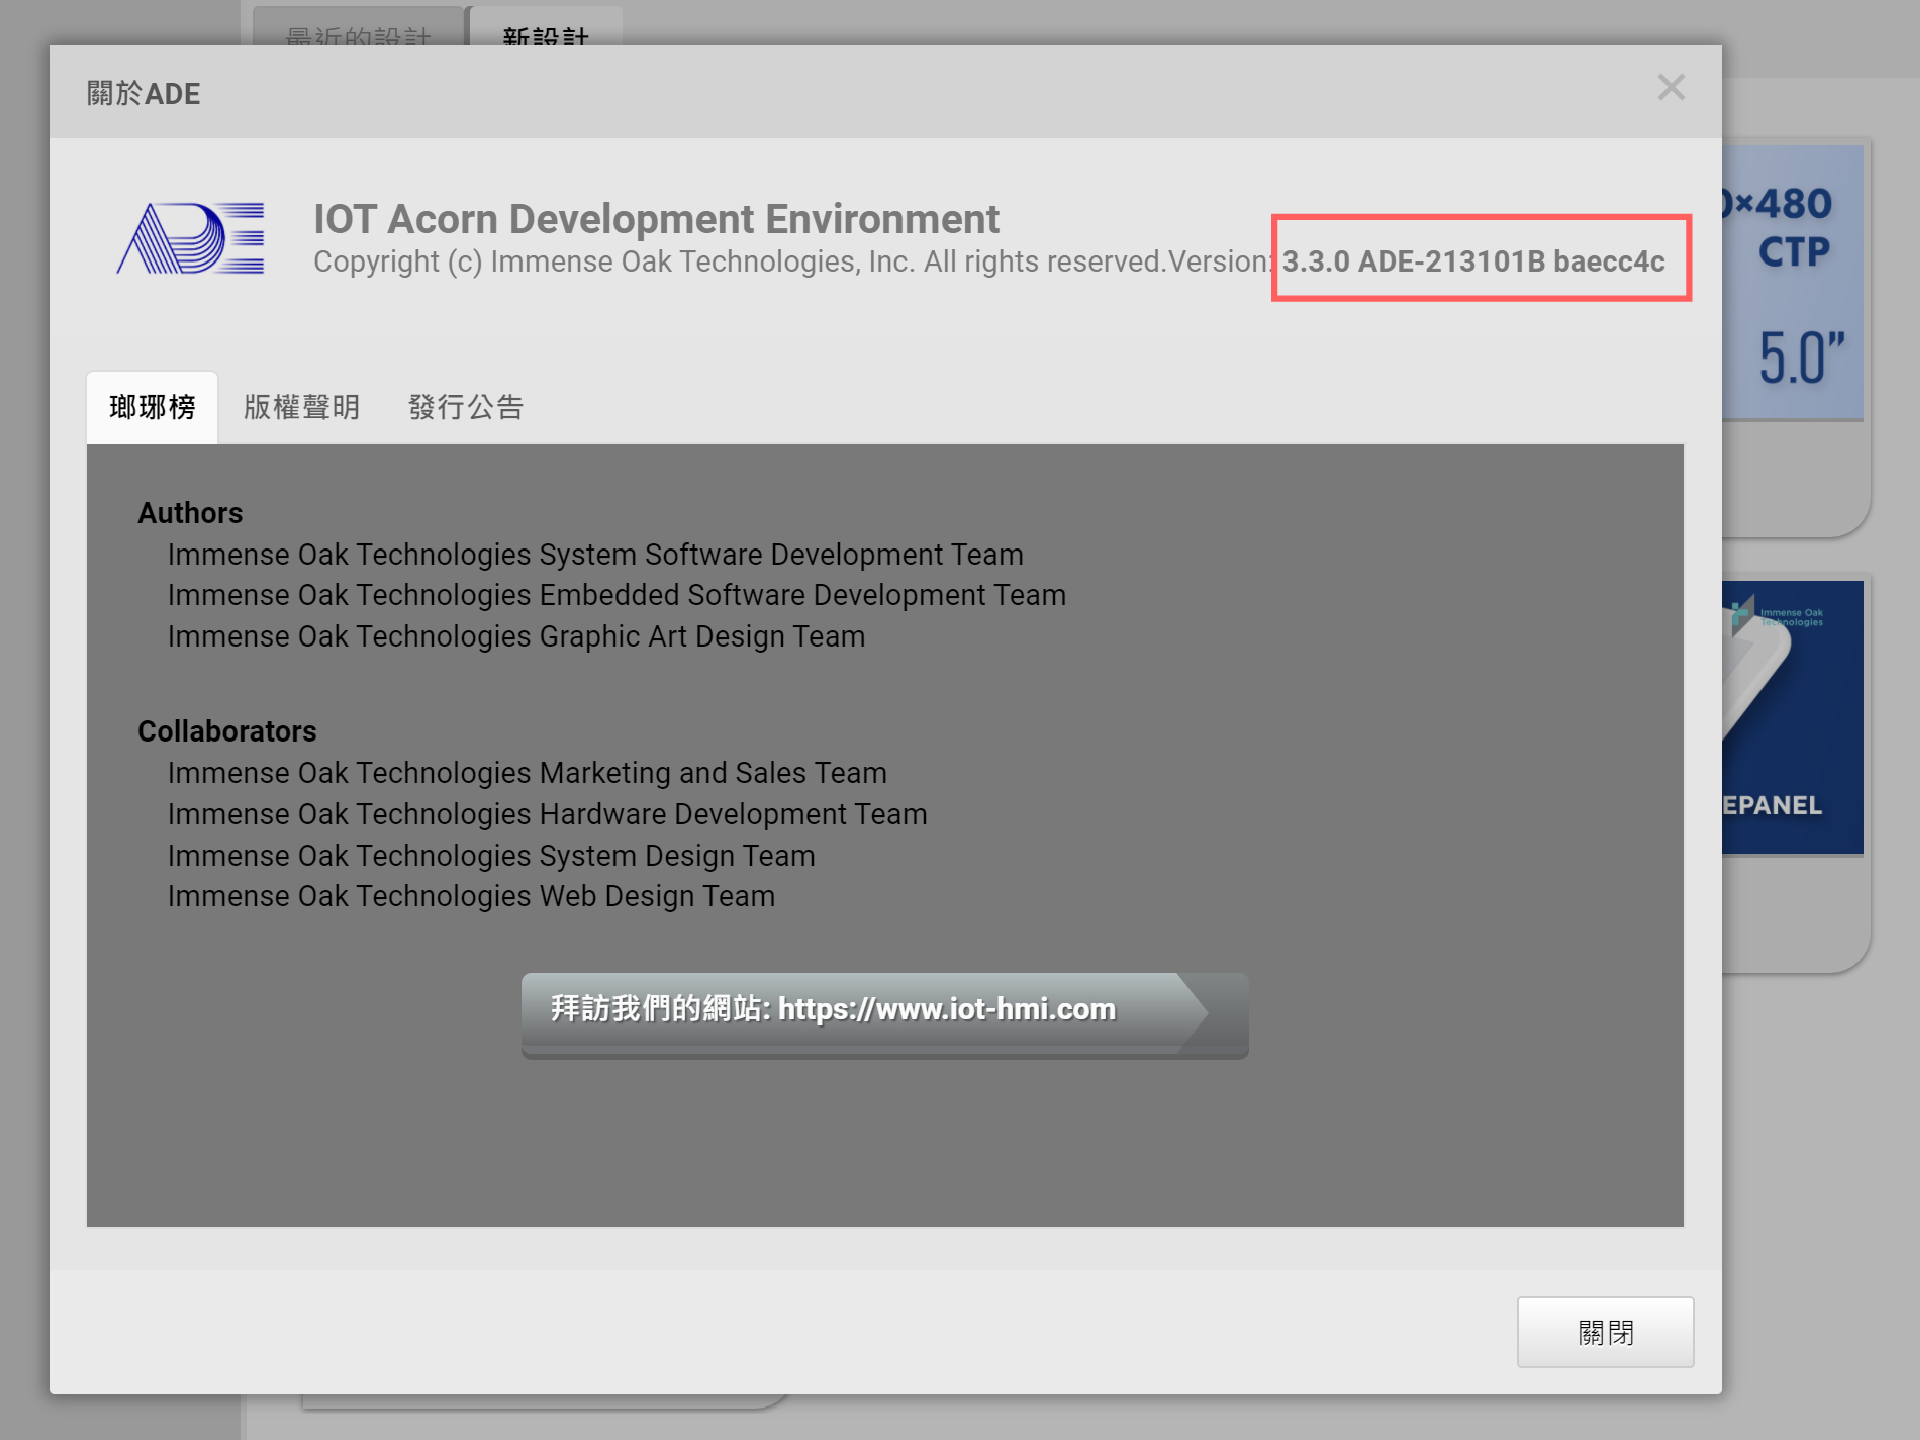 最近的設計
新設計
關於ADE
ADE
IOT Acorn Development Environment
Copyright (c) Immense Oak Technologies, Inc. All rights reserved.Version: 3.3.0 ADE-213101B baecc4c
瑯琊榜
版權聲明
發行公告
Authors
Immense Oak Technologies System Software Development Team
Immense Oak Technologies Embedded Software Development Team
Immense Oak Technologies Graphic Art Design Team
Collaborators
Immense Oak Technologies Marketing and Sales Team
Immense Oak Technologies Hardware Development Team
Immense Oak Technologies System Design Team
Immense Oak Technologies Web Design Team
拜訪我們的網站: https://www.iot-hmi.com
關閉
0×480
CTP
5.0”
Immense Oak
Technologies
EPANEL